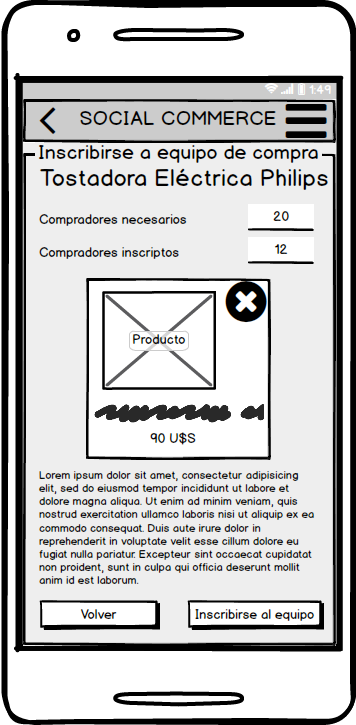 1:49
SOCIAL COMMERCE
Inscribirse a equipo de compra
Tostadora Eléctrica Philips
Compradores necesarios 20
Compradores inscriptos 12
Producto
90 U$S
Lorem ipsum dolor sit amet, consectetur adipisicing
elit, sed do eiusmod tempor incididunt ut labore et
dolore magna aliqua. Ut enim ad minim veniam, quis
nostrud exercitation ullamco laboris nisi ut aliquip ex ea
commodo consequat. Duis aute irure dolor in
reprehenderit in voluptate velit esse cillum dolore eu
fugiat nulla pariatur. Excepteur sint occaecat cupidatat
non proident, sunt in culpa qui officia deserunt mollit
anim id est laborum.
Volver Inscribirse al equipo